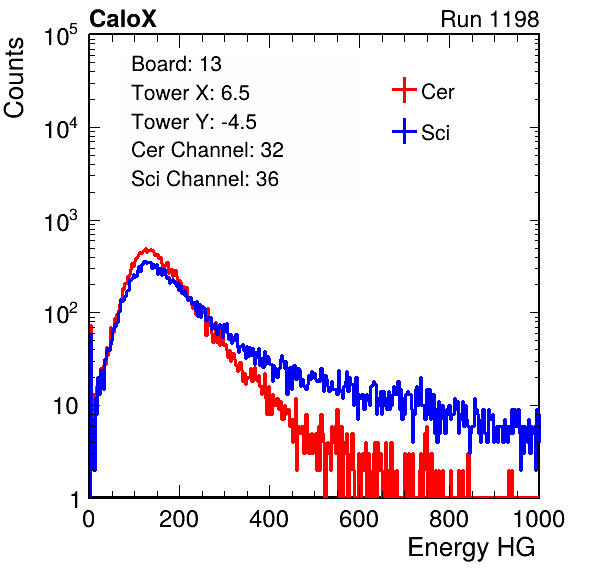 CaloX Run 1198
Counts
Board: 13
Tower X: 6.5
Tower Y: -4.5
Cer Channel: 32
Sci Channel: 36
Cer
Sci
10^5
10^4
10^3
10^2
10
1
0 200 400 600 800 1000
Energy HG